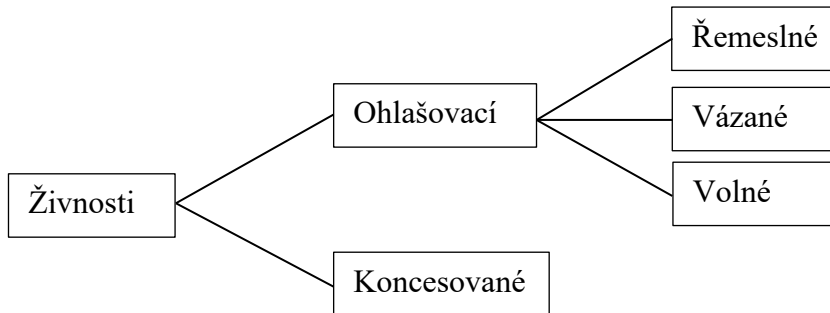 Řemeslné
Ohlašovací
Vázané
Živnosti
Volné
Koncesované